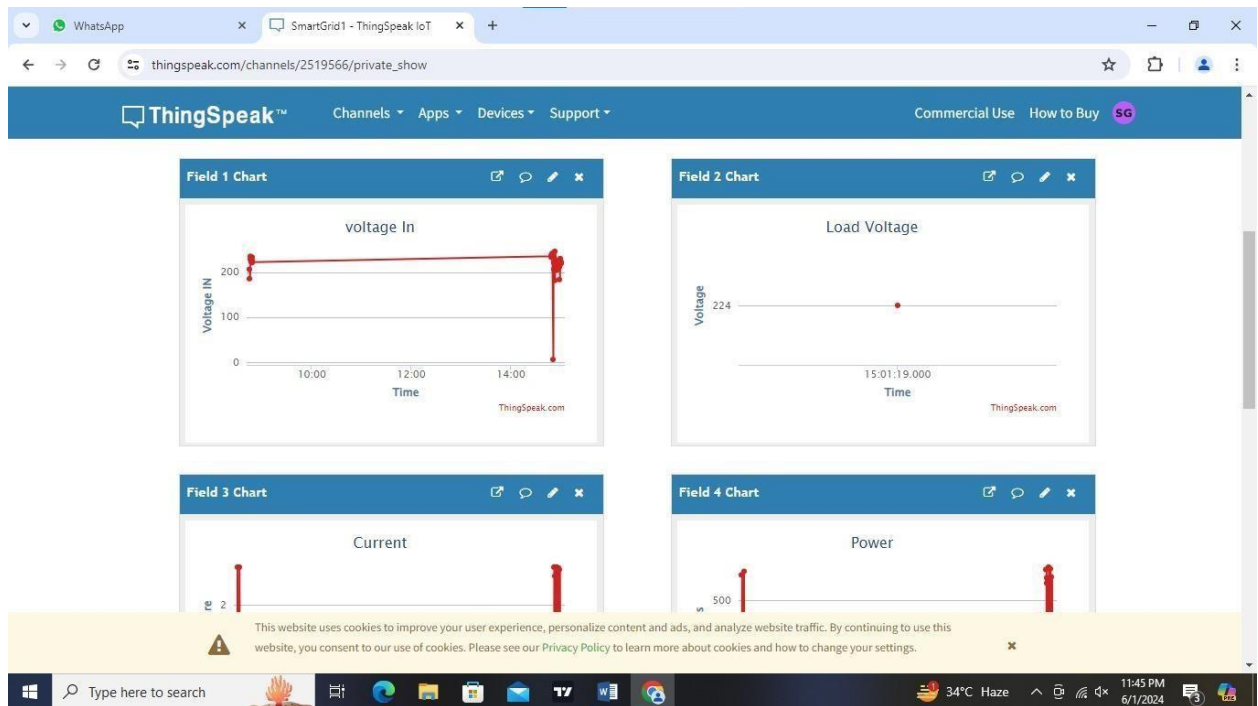 WhatsApp
SmartGrid1 - ThingSpeak IoT
thingspeak.com/channels/2519566/private_show
ThingSpeak™ Channels Apps Devices Support Commercial Use How to Buy SG
Field 1 Chart
voltage In
Voltage IN
200
100
0
10:00 12:00 14:00
Time
ThingSpeak.com
Field 2 Chart
Load Voltage
Voltage
224
15:01:19.000
Time
ThingSpeak.com
Field 3 Chart
Current
2
Field 4 Chart
Power
500
This website uses cookies to improve your user experience, personalize content and ads, and analyze website traffic. By continuing to use this
website, you consent to our use of cookies. Please see our Privacy Policy to learn more about cookies and how to change your settings.
Type here to search
34°C Haze
11:45 PM
6/1/2024
3